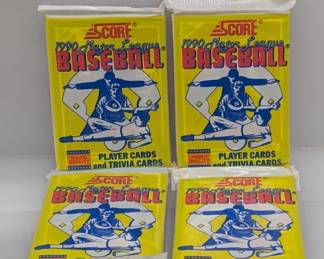 SCORE
1990 Major League
BASEBALL
PLAYER CARDS
and TRIVIA CARDS
SCORE
1990 Major League
BASEBALL
PLAYER CARDS
and TRIVIA CARDS
SCORE
1990 Major League
BASEBALL
SCORE
1990 Major League
BASEBALL